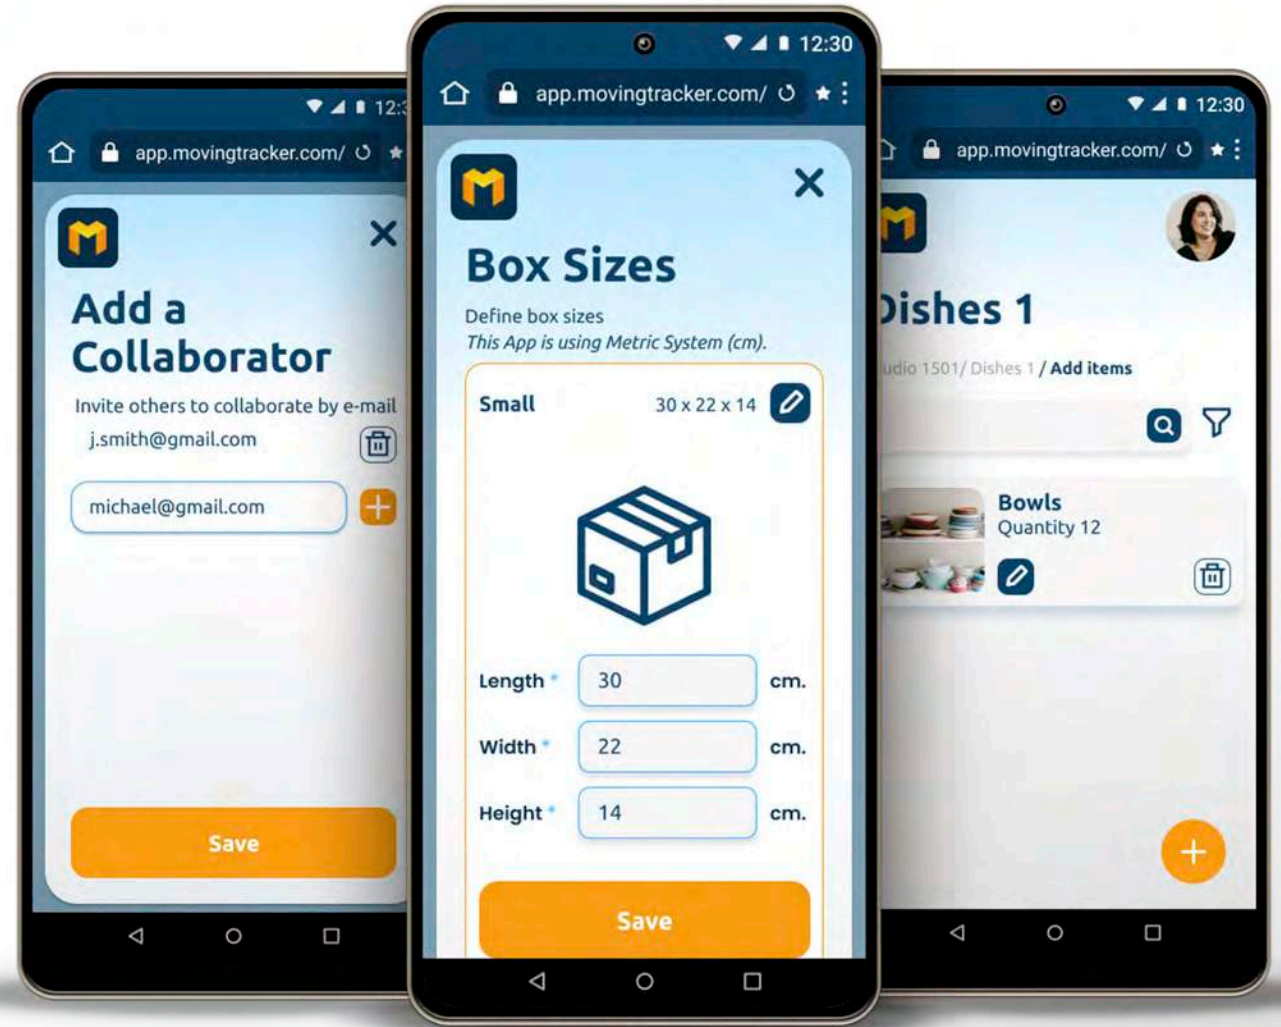 12:3
app.movingtracker.com/
Add a
Collaborator
Invite others to collaborate by e-mail
j.smith@gmail.com
michael@gmail.com
Save
12:30
app.movingtracker.com/
Box Sizes
Define box sizes
This App is using Metric System (cm).
Small 30 x 22 x 14
Length * 30 cm.
Width * 22 cm.
Height * 14 cm.
Save
12:30
app.movingtracker.com/
Dishes 1
udio 1501/ Dishes 1 / Add items
Bowls
Quantity 12